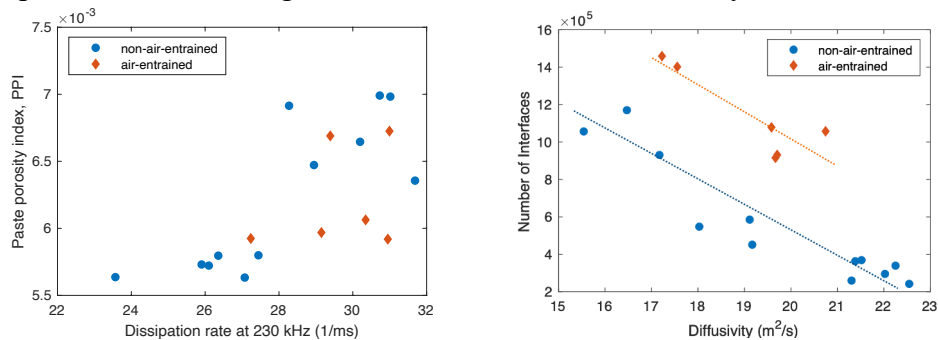 ×10⁻³
7.5
7
6.5
6
5.5
Paste porosity index, PPI
non-air-entrained
air-entrained
22 24 26 28 30 32
Dissipation rate at 230 kHz (1/ms)
×10⁵
16
14
12
10
8
6
4
2
Number of Interfaces
non-air-entrained
air-entrained
15 16 17 18 19 20 21 22 23
Diffusivity (m²/s)